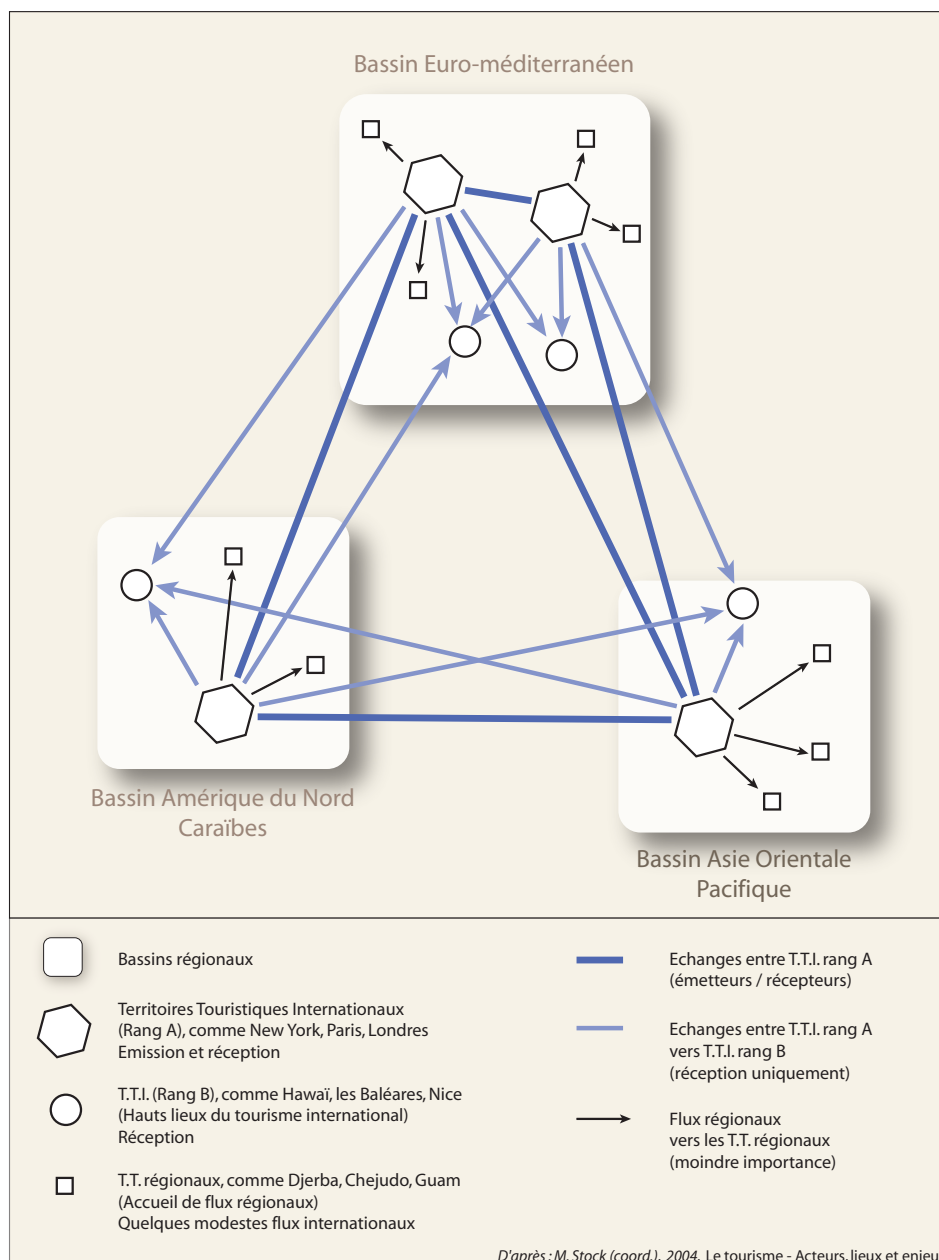 Bassin Euro-méditerranéen
Bassin Amérique du Nord
Caraïbes
Bassin Asie Orientale
Pacifique
Bassins régionaux
Territoires Touristiques Internationaux
(Rang A), comme New York, Paris, Londres
Emission et réception
T.T.I. (Rang B), comme Hawaï, les Baléares, Nice
(Hauts lieux du tourisme international)
Réception
T.T. régionaux, comme Djerba, Chejudo, Guam
(Accueil de flux régionaux)
Quelques modestes flux internationaux
Echanges entre T.T.I. rang A
(émetteurs / récepteurs)
Echanges entre T.T.I. rang A
vers T.T.I. rang B
(réception uniquement)
Flux régionaux
vers les T.T. régionaux
(moindre importance)
D'après : M. Stock (coord.), 2004, Le tourisme - Acteurs, lieux et enjeu